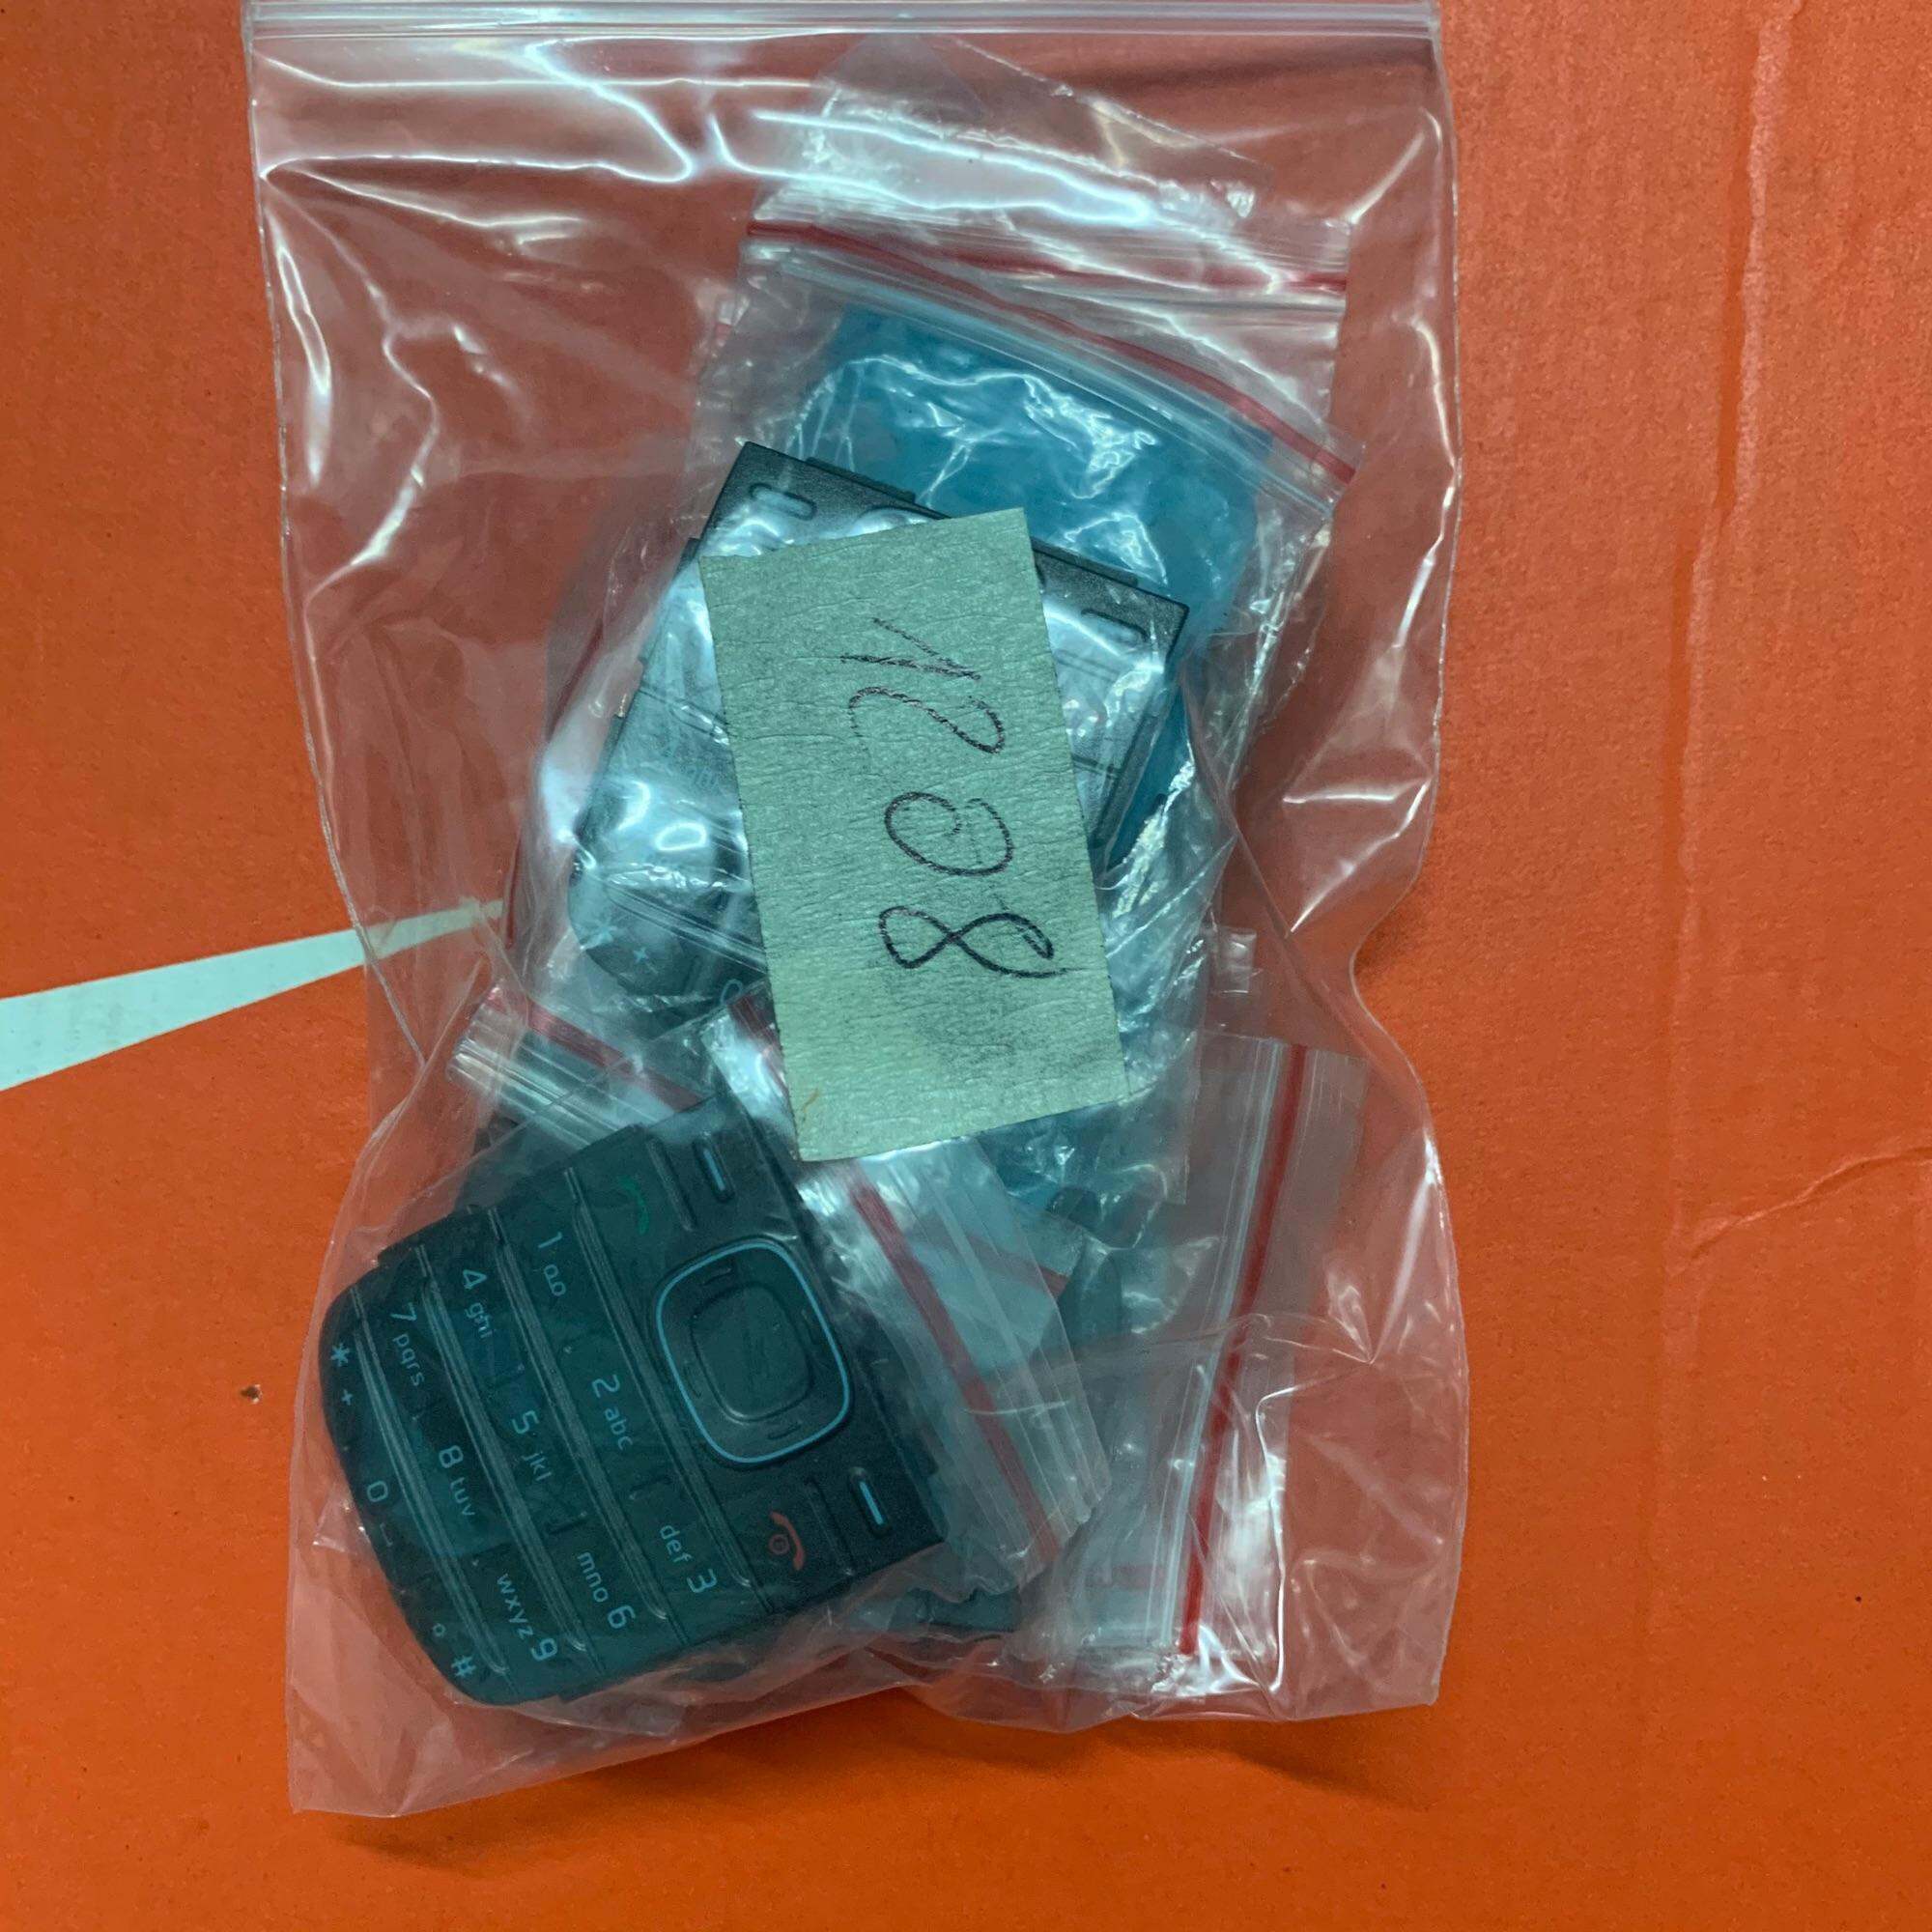 1208
1 ao
2 abc
def 3
4 ghi
5 jkl
mno 6
7 pqrs
8 tuv
wxyz 9
* +
0
#